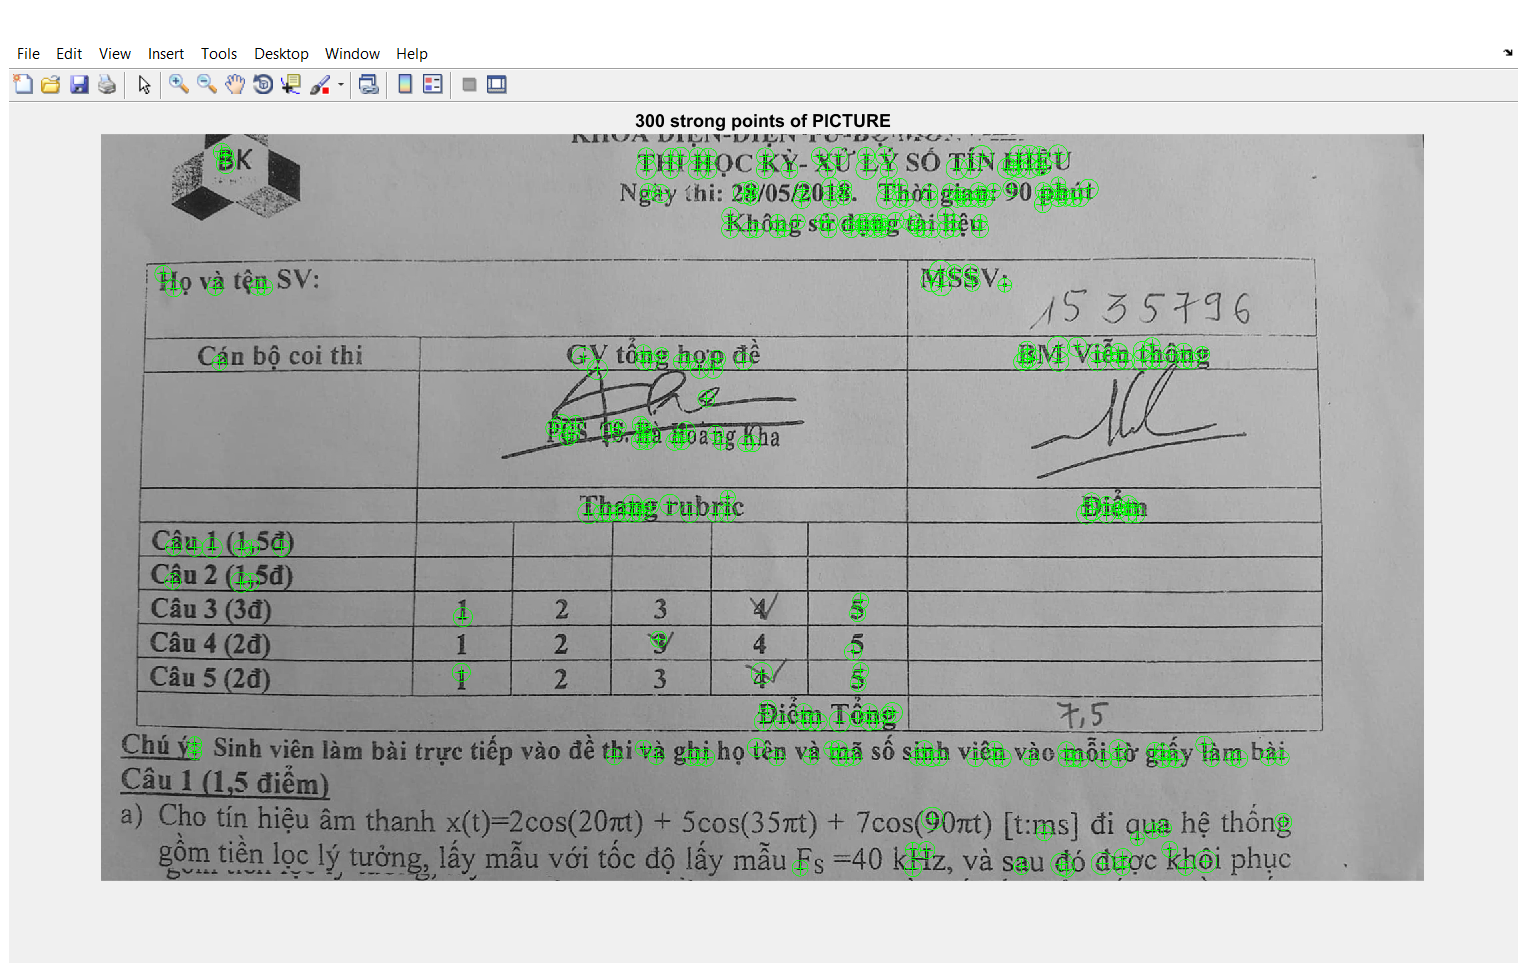 File Edit View Insert Tools Desktop Window Help
300 strong points of PICTURE
BK
THI HỌC KỲ- XỬ LÝ SỐ TÍN HIỆU
Ngày thi: 28/05/2018. Thời gian: 90 phút
Không sử dụng tài liệu
Họ và tên SV:
MSSV:
1535796
Cán bộ coi thi
GV tổng hợp đề
BM Viễn thông
PGS. TS. Hà Hoàng Kha
Thang rubric
Điểm
Câu 1 (1,5đ)
Câu 2 (1,5đ)
Câu 3 (3đ) 1 2 3 4 5
Câu 4 (2đ) 1 2 3 4 5
Câu 5 (2đ) 1 2 3 4 5
Điểm Tổng 7,5
Chú ý: Sinh viên làm bài trực tiếp vào đề thi và ghi họ tên và mã số sinh viên vào mỗi tờ giấy làm bài
Câu 1 (1,5 điểm)
a) Cho tín hiệu âm thanh x(t)=2cos(20πt) + 5cos(35πt) + 7cos(90πt) [t:ms] đi qua hệ thống
gồm tiền lọc lý tưởng, lấy mẫu với tốc độ lấy mẫu Fs =40 kHz, và sau đó được khôi phục